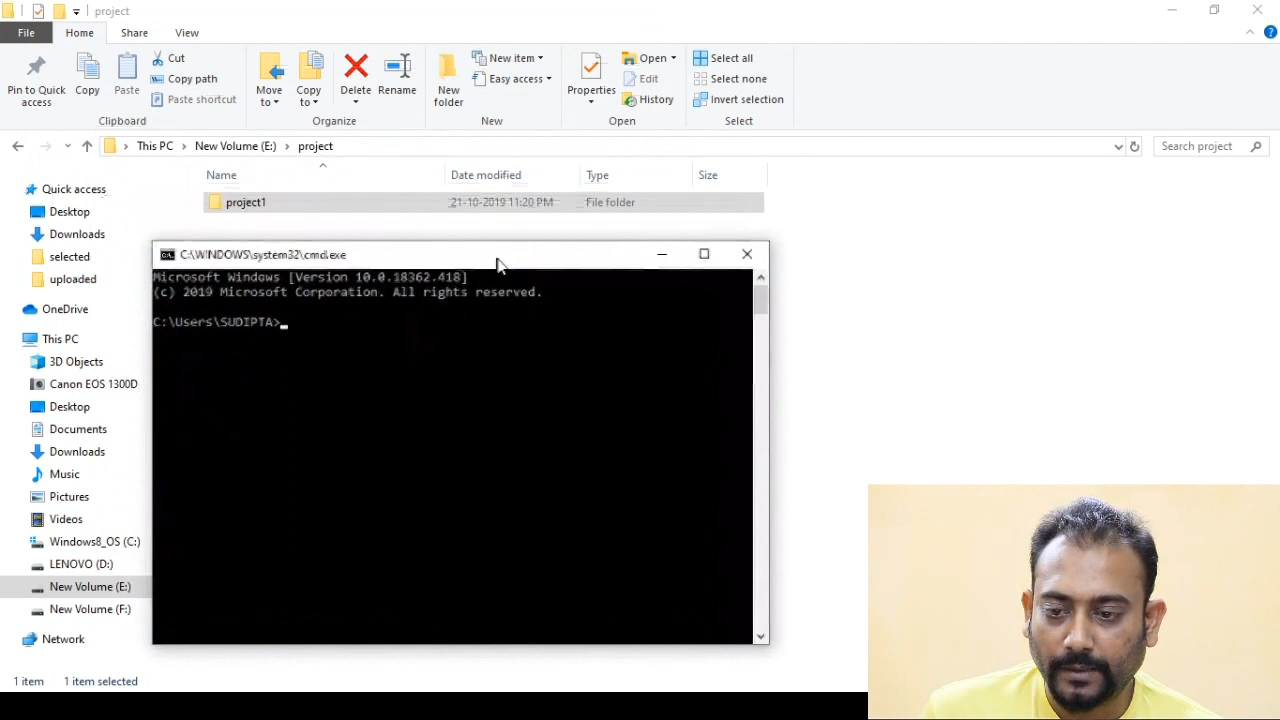 project
File Home Share View
Pin to Quick access
Copy
Paste
Cut
Copy path
Paste shortcut
Clipboard
Move to
Copy to
Delete
Rename
Organize
New folder
New item
Easy access
New
Properties
Open
Edit
History
Open
Select all
Select none
Invert selection
Select
This PC New Volume (E:) project
Search project
Name Date modified Type Size
project1 21-10-2019 11:20 PM File folder
Quick access
Desktop
Downloads
selected
uploaded
OneDrive
This PC
3D Objects
Canon EOS 1300D
Desktop
Documents
Downloads
Music
Pictures
Videos
Windows8_OS (C:)
LENOVO (D:)
New Volume (E:)
New Volume (F:)
Network
C:\WINDOWS\system32\cmd.exe
Microsoft Windows [Version 10.0.18362.418]
(c) 2019 Microsoft Corporation. All rights reserved.
C:\Users\SUDIPTA>
1 item 1 item selected